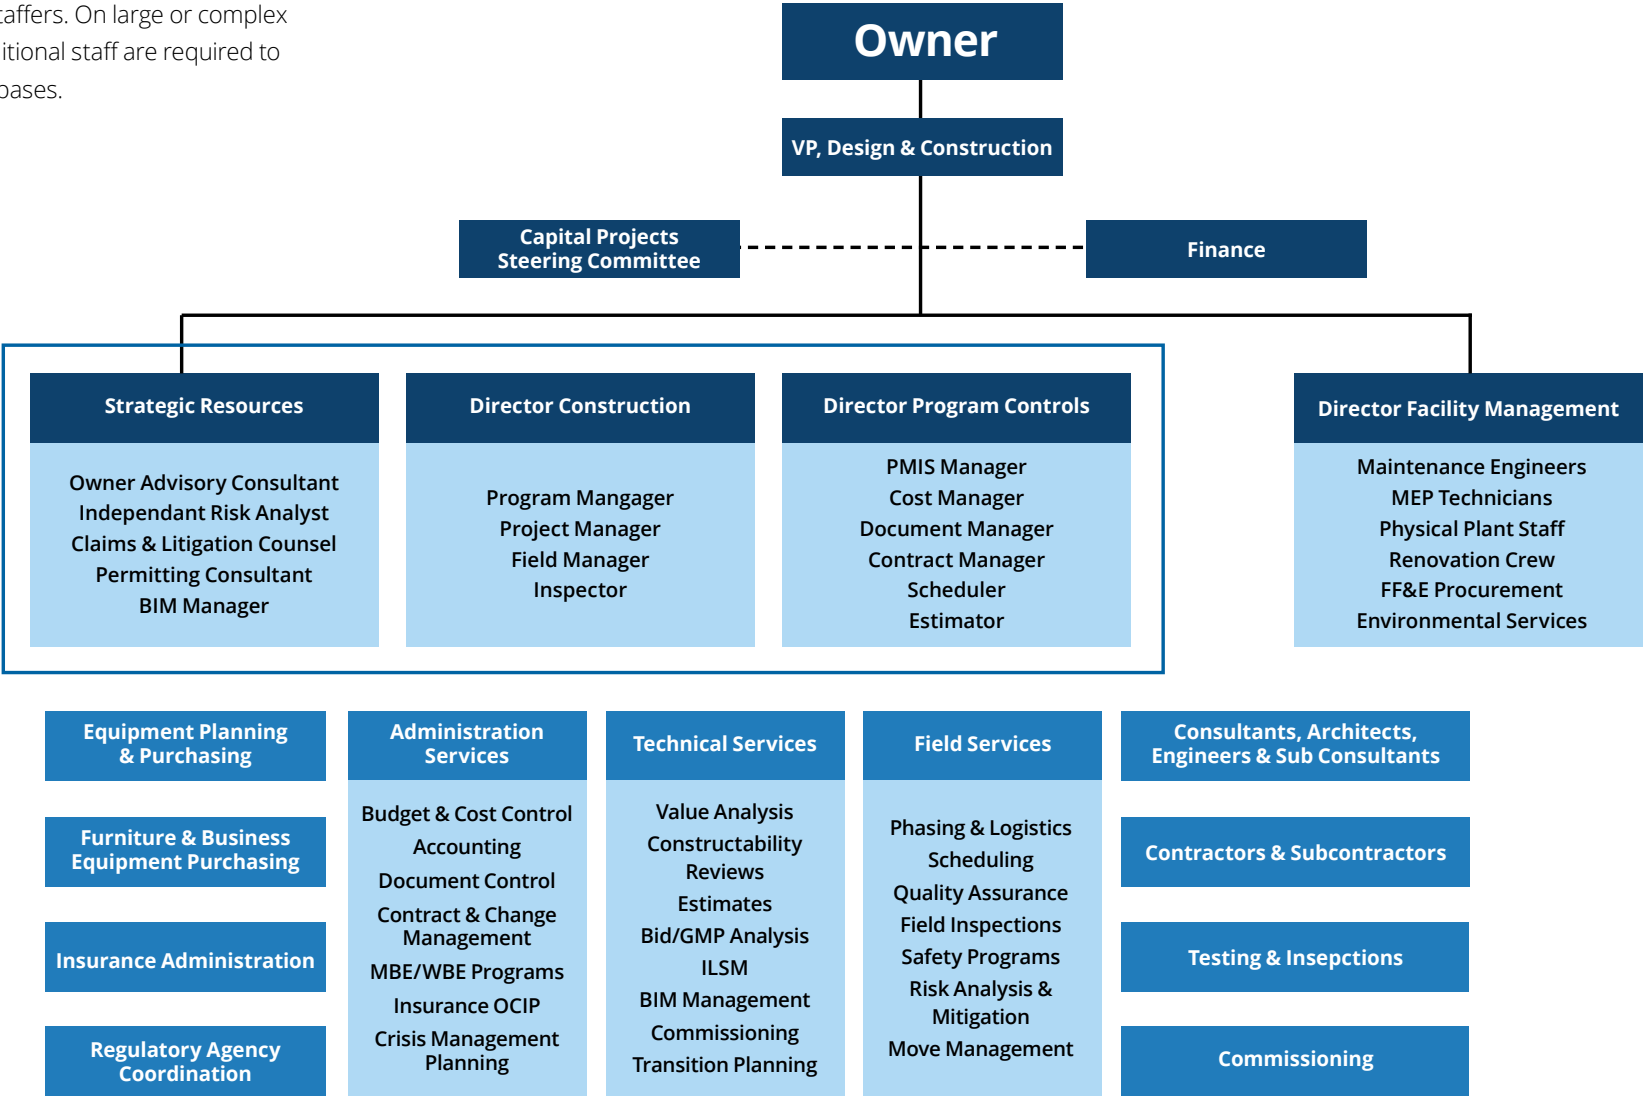 taffers. On large or complex
itional staff are required to
bases.
Owner
VP, Design & Construction
Capital Projects
Steering Committee
Finance
Strategic Resources
Owner Advisory Consultant
Independant Risk Analyst
Claims & Litigation Counsel
Permitting Consultant
BIM Manager
Director Construction
Program Mangager
Project Manager
Field Manager
Inspector
Director Program Controls
PMIS Manager
Cost Manager
Document Manager
Contract Manager
Scheduler
Estimator
Director Facility Management
Maintenance Engineers
MEP Technicians
Physical Plant Staff
Renovation Crew
FF&E Procurement
Environmental Services
Equipment Planning
& Purchasing
Furniture & Business
Equipment Purchasing
Insurance Administration
Regulatory Agency
Coordination
Administration
Services
Budget & Cost Control
Accounting
Document Control
Contract & Change
Management
MBE/WBE Programs
Insurance OCIP
Crisis Management
Planning
Technical Services
Value Analysis
Constructability
Reviews
Estimates
Bid/GMP Analysis
ILSM
BIM Management
Commissioning
Transition Planning
Field Services
Phasing & Logistics
Scheduling
Quality Assurance
Field Inspections
Safety Programs
Risk Analysis &
Mitigation
Move Management
Consultants, Architects,
Engineers & Sub Consultants
Contractors & Subcontractors
Testing & Insepctions
Commissioning